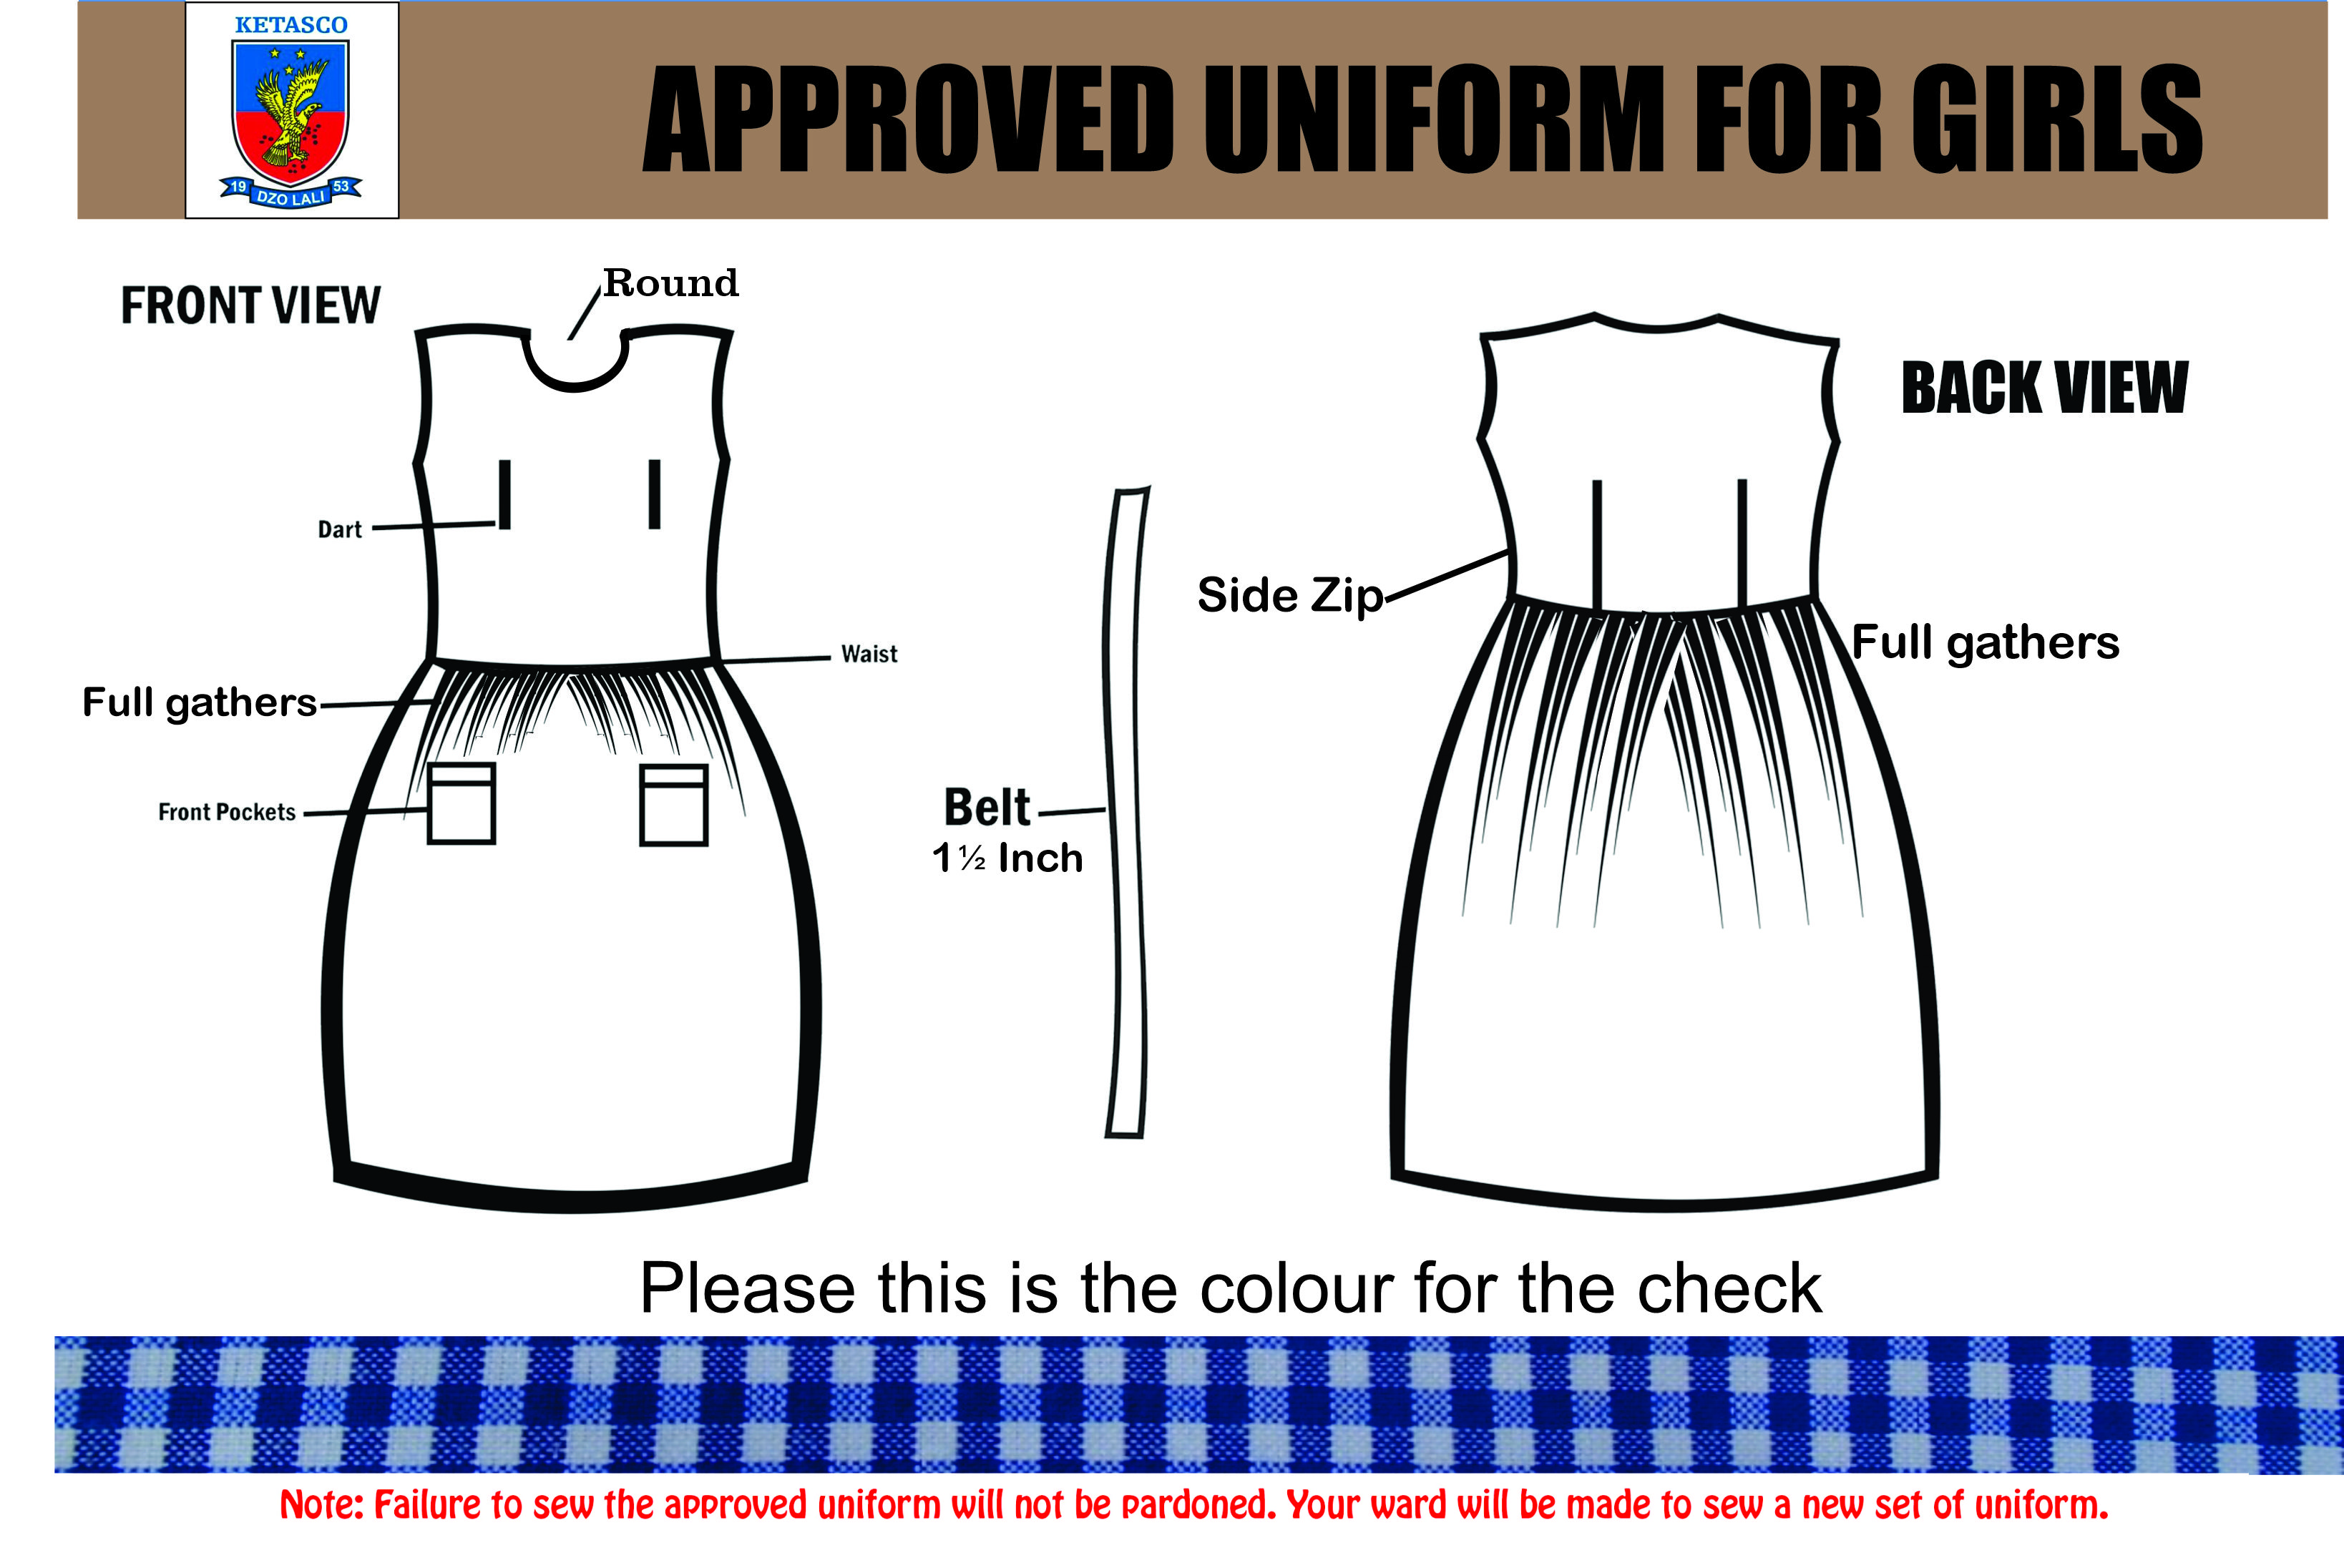 KETASCO
19 53
DZO LALI
APPROVED UNIFORM FOR GIRLS
FRONT VIEW
Round
BACK VIEW
Dart
Side Zip
Waist
Full gathers
Full gathers
Front Pockets
Belt
1½ Inch
Please this is the colour for the check
Note: Failure to sew the approved uniform will not be pardoned. Your ward will be made to sew a new set of uniform.